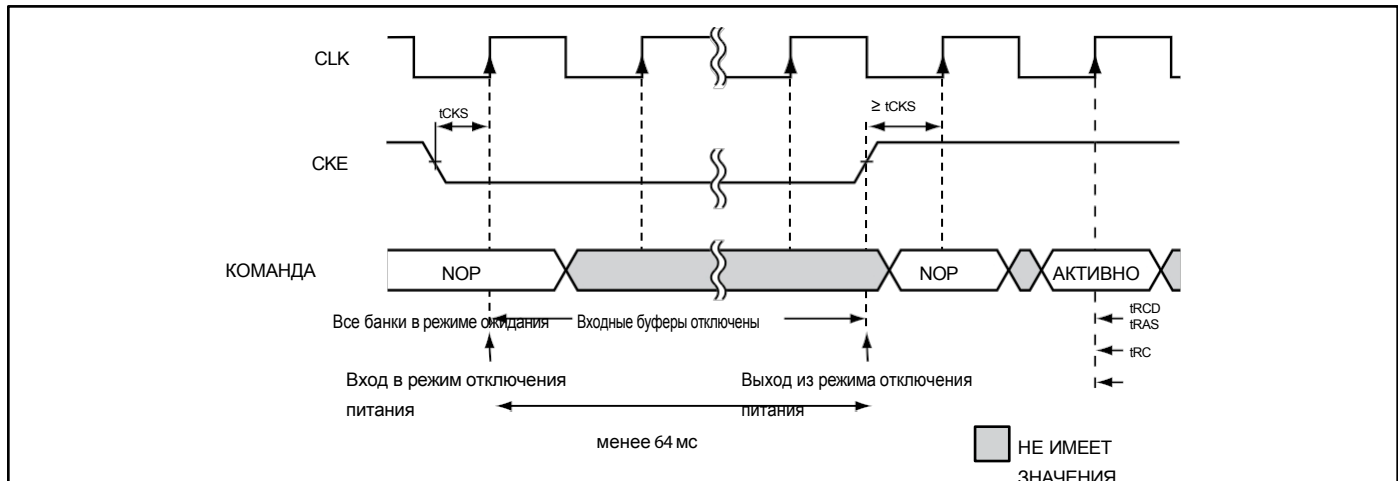 CLK
tCKS
≥ tCKS
CKE
КОМАНДА
NOP
NOP
АКТИВНО
Все банки в режиме ожидания
Входные буферы отключены
tRCD
tRAS
tRC
Вход в режим отключения
питания
Выход из режима отключения
питания
менее 64 мс
НЕ ИМЕЕТ
ЗНАЧЕНИЯ